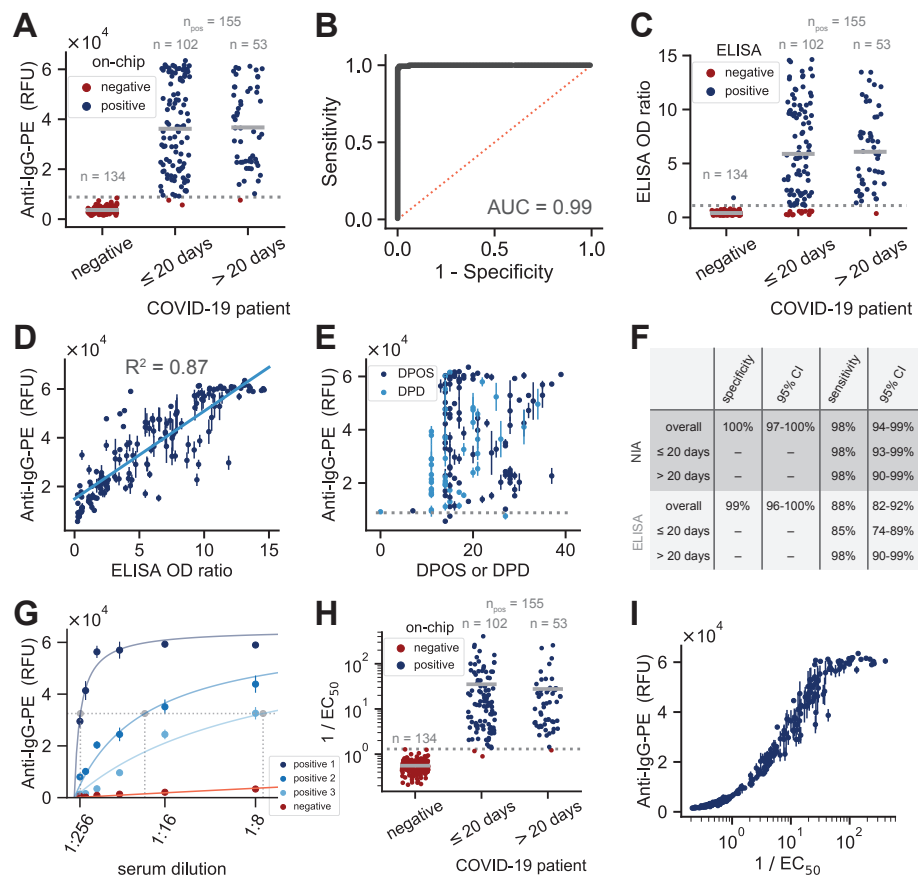 A
n_pos = 155
×10⁴
n = 102
n = 53
on-chip
negative
positive
n = 134
Anti-IgG-PE (RFU)
6
4
2
0
negative
≤ 20 days
> 20 days
COVID-19 patient
B
Sensitivity
1.0
0.5
0.0
AUC = 0.99
0.0
0.5
1.0
1 - Specificity
C
n_pos = 155
n = 102
n = 53
ELISA
negative
positive
n = 134
ELISA OD ratio
15
10
5
0
negative
≤ 20 days
> 20 days
COVID-19 patient
D
×10⁴
R² = 0.87
Anti-IgG-PE (RFU)
6
4
2
0
5
10
15
ELISA OD ratio
E
×10⁴
DPOS
DPD
Anti-IgG-PE (RFU)
6
4
2
0
20
40
DPOS or DPD
F
specificity
95% CI
sensitivity
95% CI
NIA
overall 100% 97-100% 98% 94-99%
≤ 20 days – – 98% 93-99%
> 20 days – – 98% 90-99%
ELISA
overall 99% 96-100% 88% 82-92%
≤ 20 days – – 85% 74-89%
> 20 days – – 98% 90-99%
G
×10⁴
Anti-IgG-PE (RFU)
6
4
2
0
positive 1
positive 2
positive 3
negative
1:256
1:16
1:8
serum dilution
H
n_pos = 155
n = 102
n = 53
on-chip
negative
positive
n = 134
1 / EC₅₀
10²
10¹
10⁰
negative
≤ 20 days
> 20 days
COVID-19 patient
I
×10⁴
Anti-IgG-PE (RFU)
6
4
2
0
10⁰
10¹
10²
1 / EC₅₀